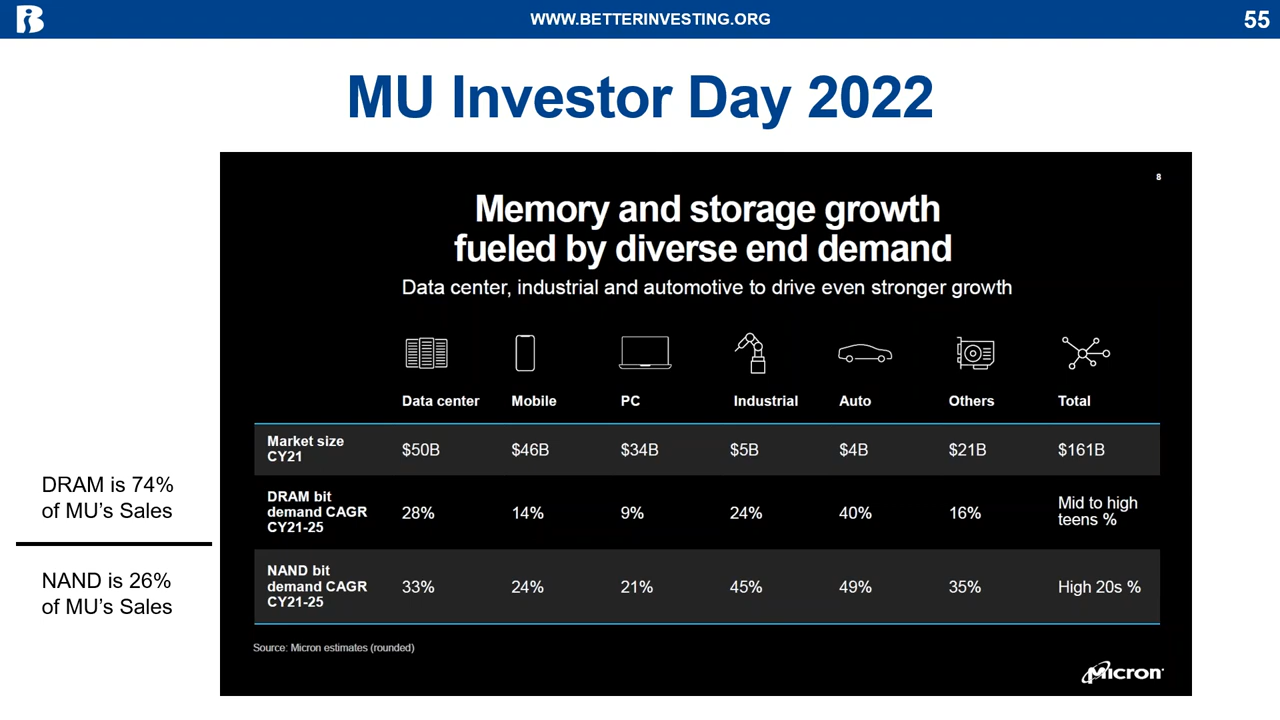 WWW.BETTERINVESTING.ORG
55
MU Investor Day 2022
8
Memory and storage growth
fueled by diverse end demand
Data center, industrial and automotive to drive even stronger growth
Data center Mobile PC Industrial Auto Others Total
Market size
CY21
$50B $46B $34B $5B $4B $21B $161B
DRAM is 74%
of MU’s Sales
DRAM bit
demand CAGR
CY21-25
28% 14% 9% 24% 40% 16% Mid to high
teens %
NAND is 26%
of MU’s Sales
NAND bit
demand CAGR
CY21-25
33% 24% 21% 45% 49% 35% High 20s %
Source: Micron estimates (rounded)
Micron